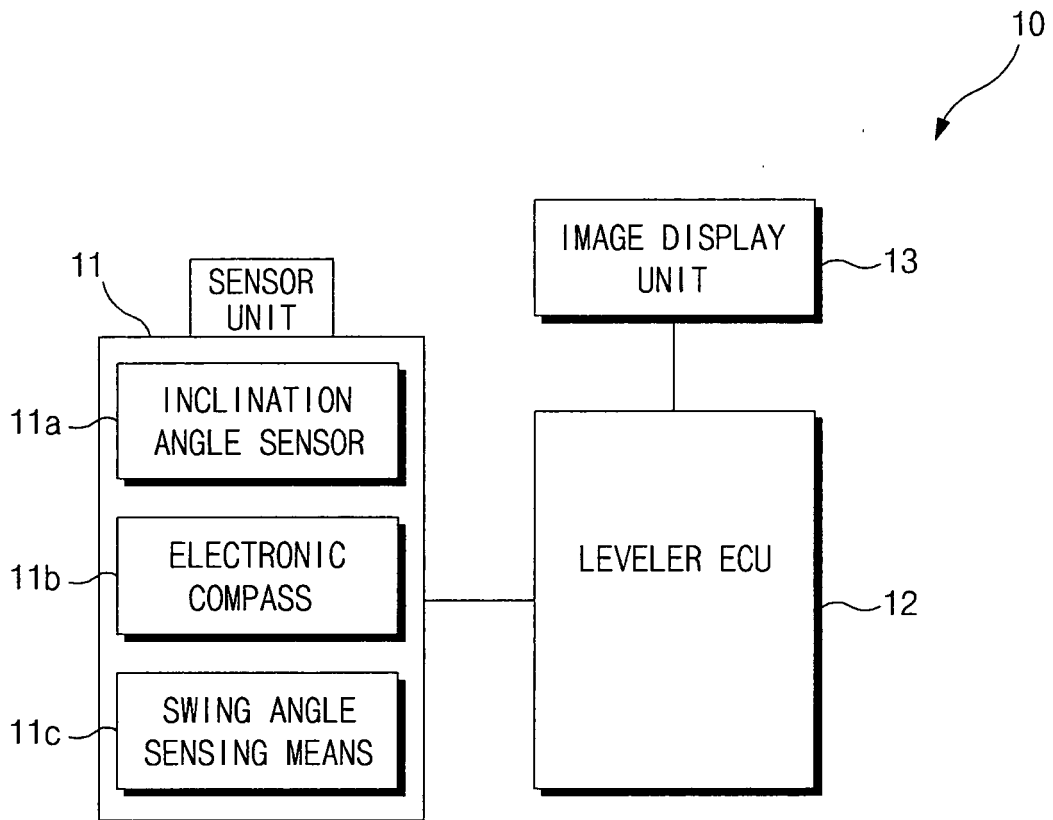 10
IMAGE DISPLAY
UNIT
13
11
SENSOR
UNIT
11a
INCLINATION
ANGLE SENSOR
11b
ELECTRONIC
COMPASS
LEVELER ECU
12
11c
SWING ANGLE
SENSING MEANS